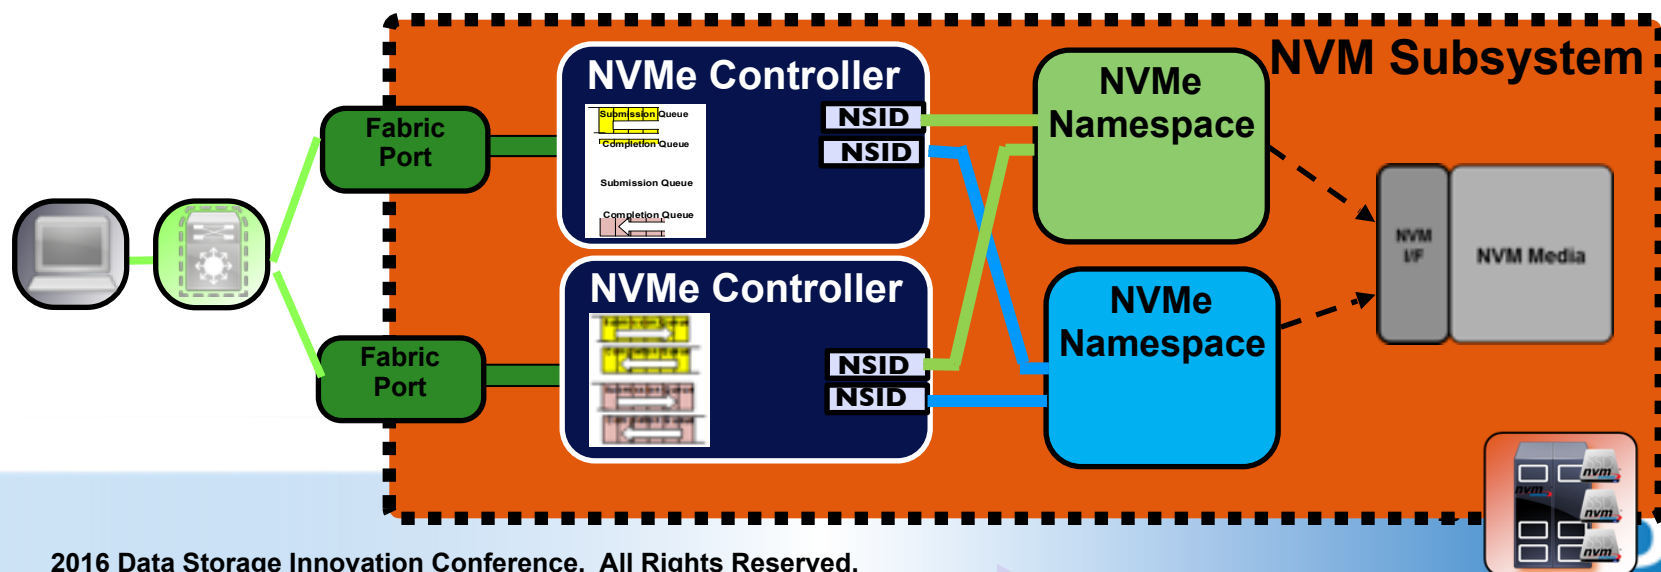 NVM Subsystem
NVMe Controller
Submission Queue
Completion Queue
Submission Queue
Completion Queue
NSID
NSID
NVMe
Namespace
Fabric
Port
NVM
I/F
NVM Media
NVMe Controller
NSID
NSID
NVMe
Namespace
Fabric
Port
nvm
nvm
nvm
nvm
2016 Data Storage Innovation Conference. All Rights Reserved.